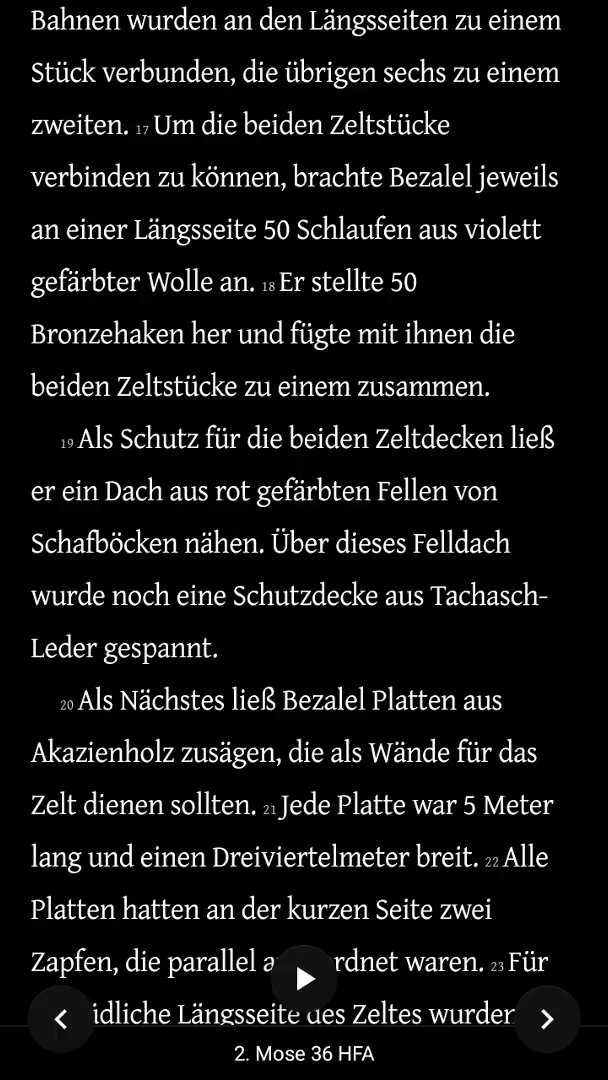 Bahnen wurden an den Längsseiten zu einem
Stück verbunden, die übrigen sechs zu einem
zweiten. 17 Um die beiden Zeltstücke
verbinden zu können, brachte Bezalel jeweils
an einer Längsseite 50 Schlaufen aus violett
gefärbter Wolle an. 18 Er stellte 50
Bronzehaken her und fügte mit ihnen die
beiden Zeltstücke zu einem zusammen.
19 Als Schutz für die beiden Zeltdecken ließ
er ein Dach aus rot gefärbten Fellen von
Schafböcken nähen. Über dieses Felldach
wurde noch eine Schutzdecke aus Tachasch-
Leder gespannt.
20 Als Nächstes ließ Bezalel Platten aus
Akazienholz zusägen, die als Wände für das
Zelt dienen sollten. 21 Jede Platte war 5 Meter
lang und einen Dreiviertelmeter breit. 22 Alle
Platten hatten an der kurzen Seite zwei
Zapfen, die parallel waren. 23 Für
Längsseite des Zeltes wurden
2. Mose 36 HFA